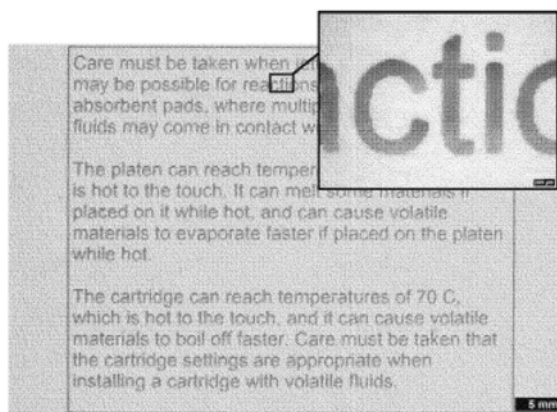 Care must be taken when
may be possible for reactions
absorbent pads, where
fluids may come in contact
The platen can reach
is hot to the touch. It can melt some materials if
placed on it while hot, and can cause volatile
materials to evaporate faster if placed on the platen
while hot.
The cartridge can reach temperatures of 70 C,
which is hot to the touch, and it can cause volatile
materials to boil off faster. Care must be taken that
the cartridge settings are appropriate when
installing a cartridge with volatile fluids.
5 mm